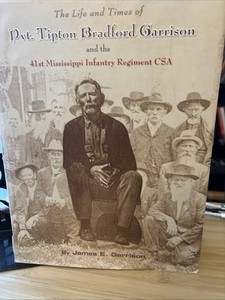 The Life and Times of
Pvt. Tipton Bradford Garrison
and the
41st Mississippi Infantry Regiment CSA
By James E. Garrison